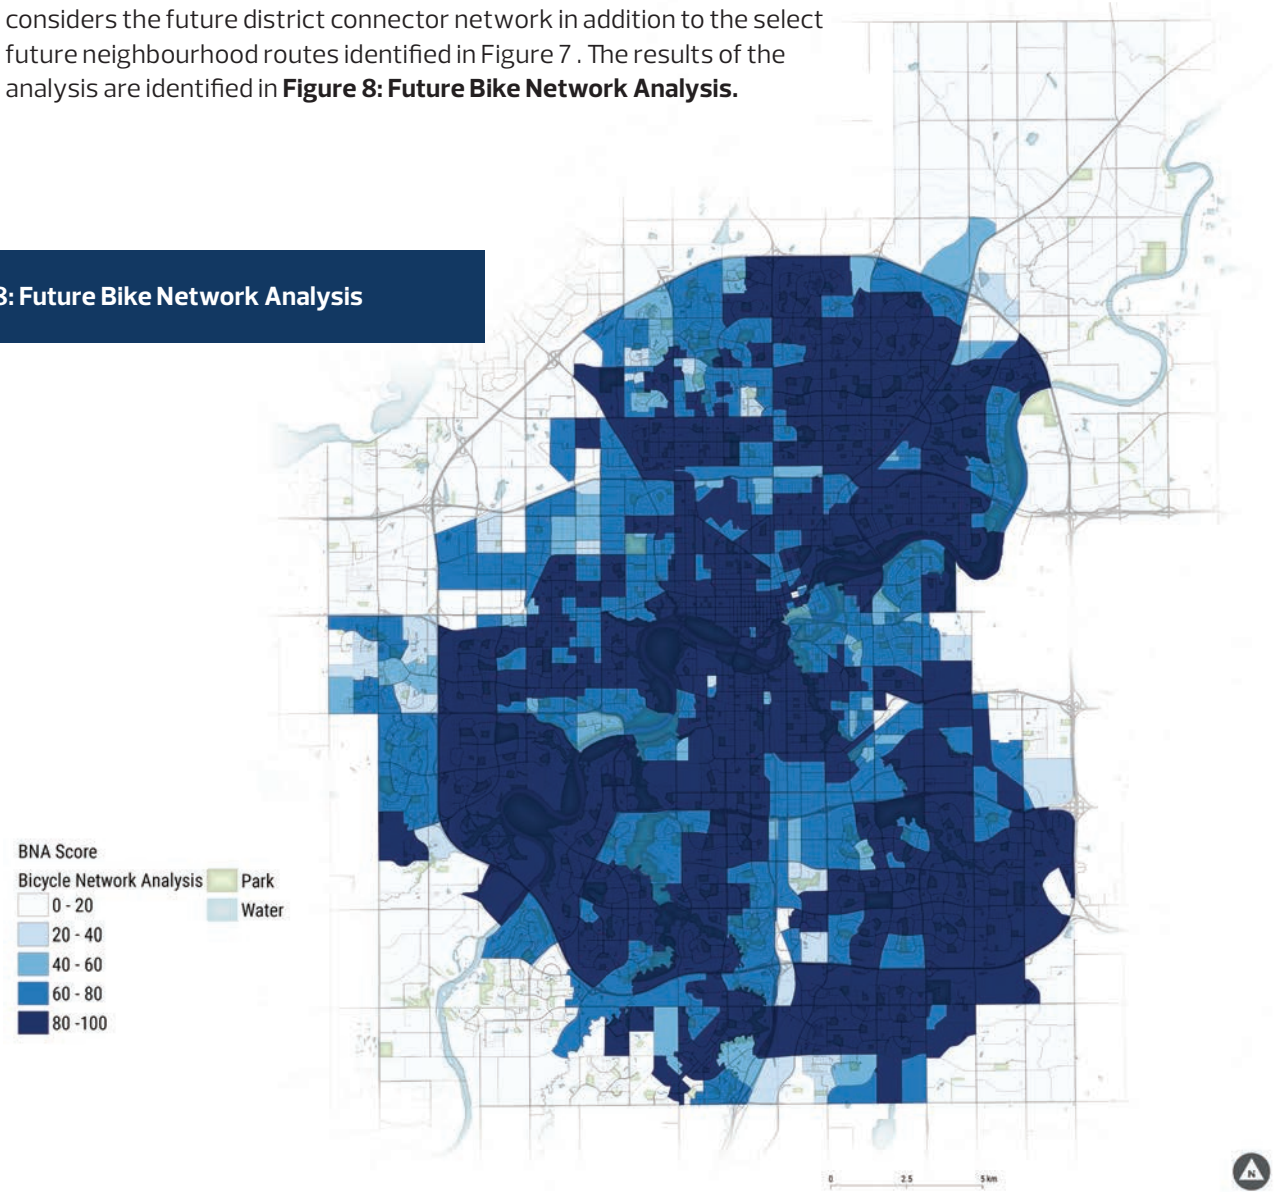 considers the future district connector network in addition to the select
future neighbourhood routes identified in Figure 7 . The results of the
analysis are identified in Figure 8: Future Bike Network Analysis.
8: Future Bike Network Analysis
BNA Score
Bicycle Network Analysis
0 - 20
20 - 40
40 - 60
60 - 80
80 -100
Park
Water
0 2.5 5 km
N